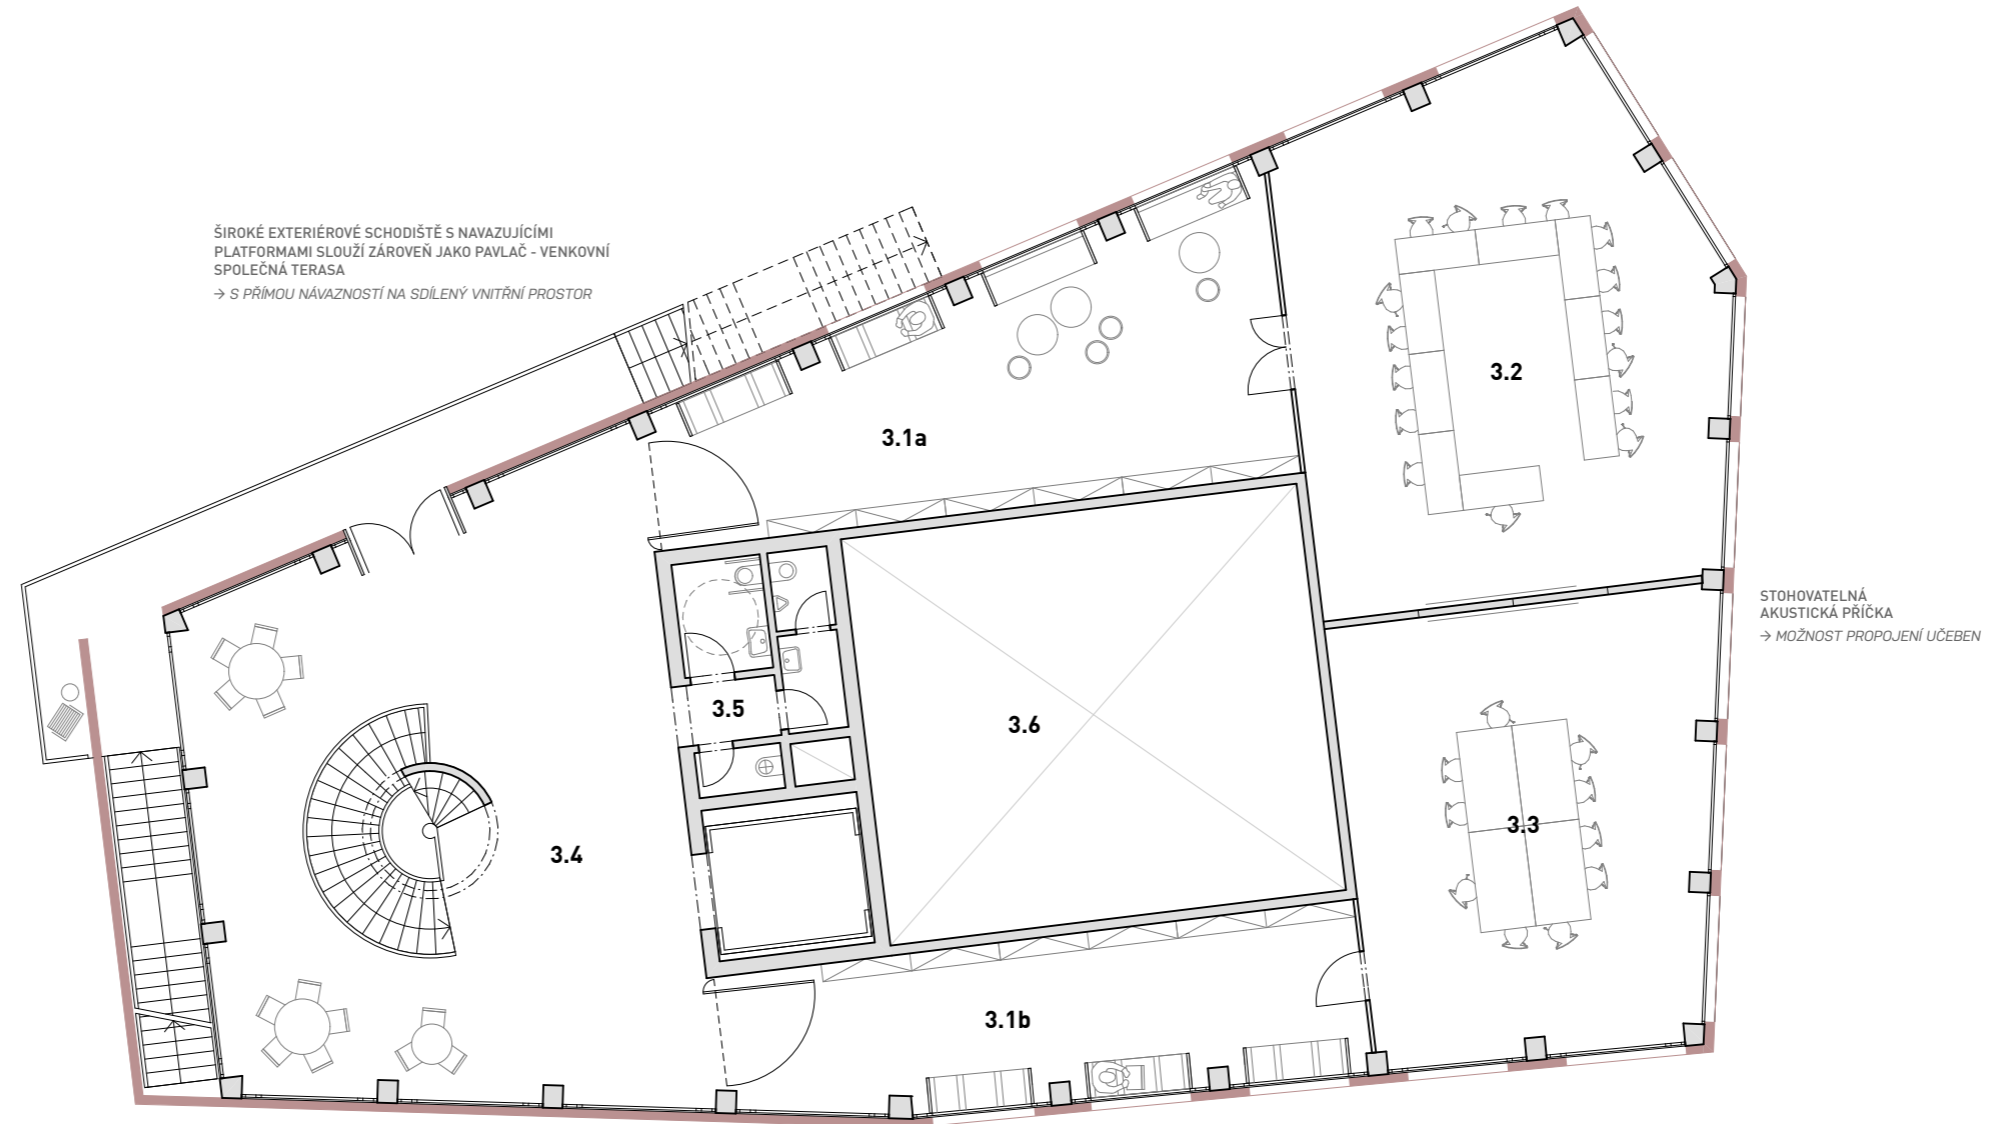 ŠIROKÉ EXTERIÉROVÉ SCHODIŠTĚ S NAVAZUJÍCÍMI
PLATFORMAMI SLOUŽÍ ZÁROVEŇ JAKO PAVLAČ - VENKOVNÍ
SPOLEČNÁ TERASA
→ S PŘÍMOU NÁVAZNOSTÍ NA SDÍLENÝ VNITŘNÍ PROSTOR
3.2
3.1a
STOHOVATELNÁ
AKUSTICKÁ PŘÍČKA
→ MOŽNOST PROPOJENÍ UČEBEN
3.5
3.6
3.3
3.4
3.1b